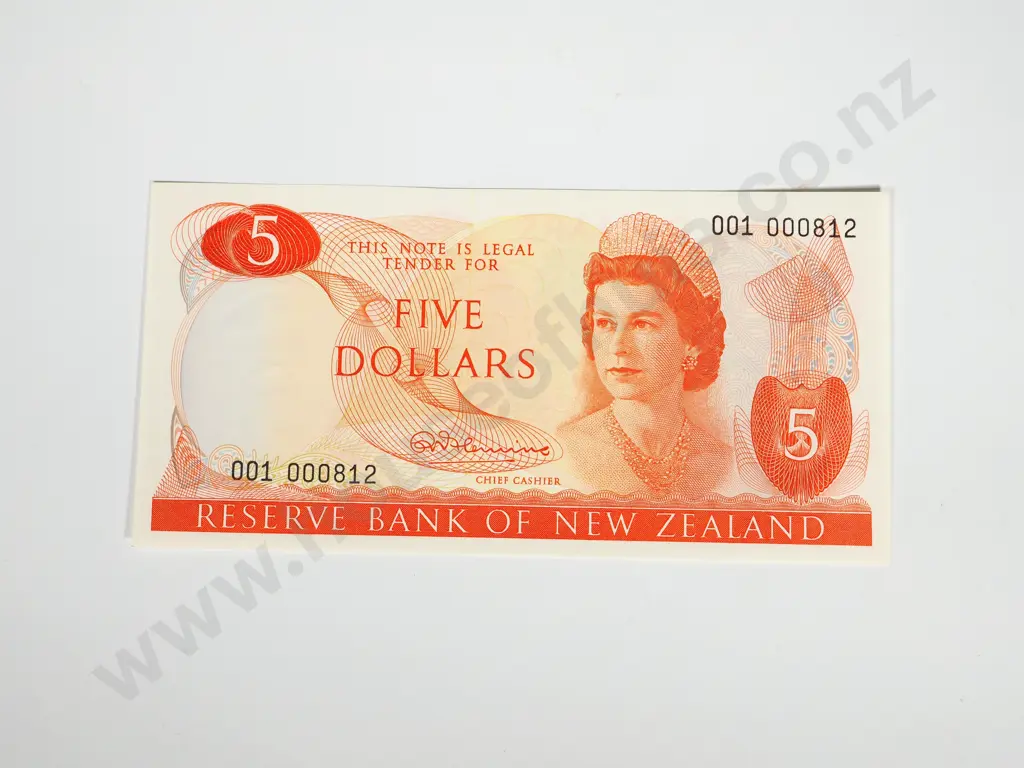 5
THIS NOTE IS LEGAL
TENDER FOR
FIVE
DOLLARS
001 000812
5
001 000812
CHIEF CASHIER
RESERVE BANK OF NEW ZEALAND